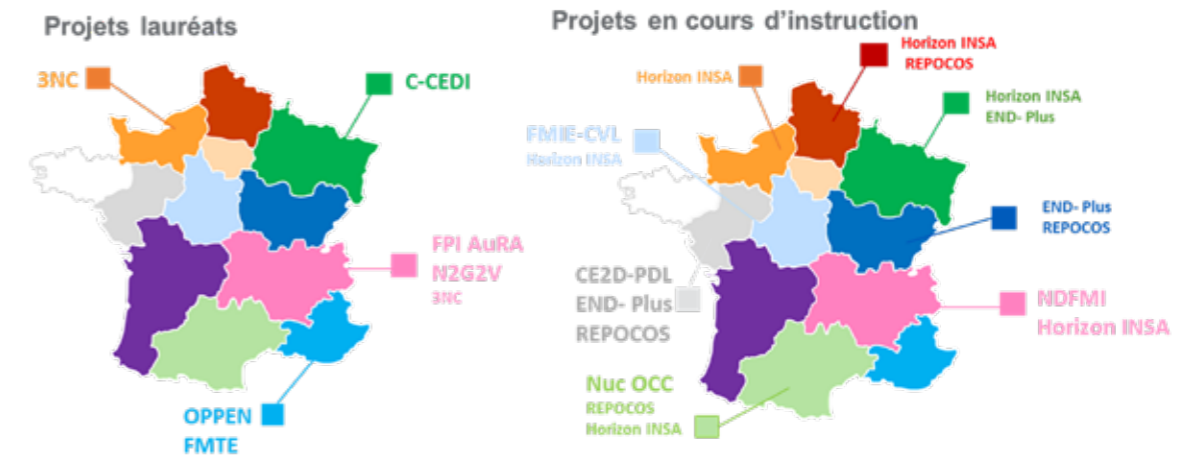 Projets lauréats
3NC
C-CEDI
FPI AuRA
N2G2V
3NC
OPPEN
FMTE
Projets en cours d'instruction
Horizon INSA
REPOCOS
Horizon INSA
Horizon INSA
END- Plus
FMIE-CVL
Horizon INSA
END- Plus
REPOCOS
CE2D-PDL
END- Plus
REPOCOS
NDFMI
Horizon INSA
Nuc OCC
REPOCOS
Horizon INSA